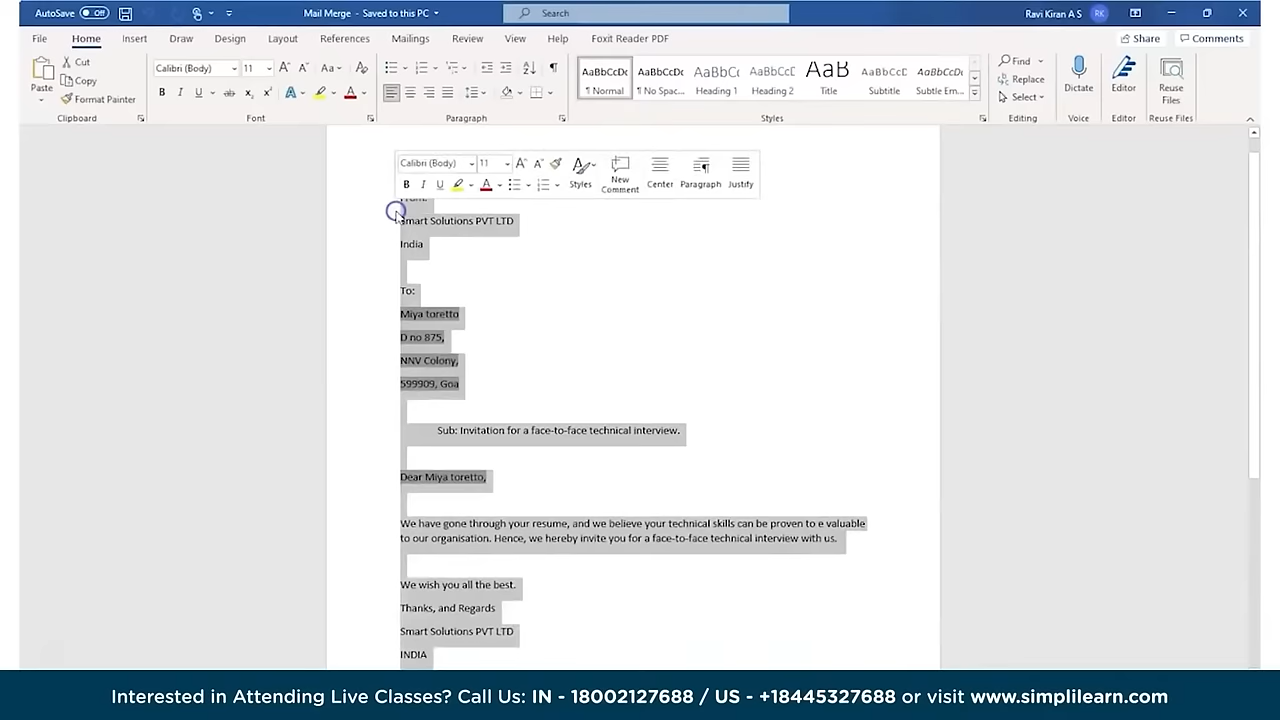 AutoSave Off Mail Merge - Saved to this PC Search Ravi Kiran A S RK
File Home Insert Draw Design Layout References Mailings Review View Help Foxit Reader PDF Share Comments
Paste Cut Copy Format Painter Clipboard
Calibri (Body) 11 Font
Paragraph
AaBbCcDc ¶ Normal
AaBbCcDc ¶ No Spac...
AaBbCc Heading 1
AaBbCcD Heading 2
AaB Title
AaBbCcD Subtitle
AaBbCcDc Subtle Em...
Styles
Find Replace Select Editing
Dictate Voice
Editor Editor
Reuse Files Reuse Files
Calibri (Body) 11
Styles New Comment Center Paragraph Justify
From:
Smart Solutions PVT LTD
India
To:
Miya toretto
D no 875,
NNV Colony,
599909, Goa
Sub: Invitation for a face-to-face technical interview.
Dear Miya toretto,
We have gone through your resume, and we believe your technical skills can be proven to e valuable
to our organisation. Hence, we hereby invite you for a face-to-face technical interview with us.
We wish you all the best.
Thanks, and Regards
Smart Solutions PVT LTD
INDIA
Interested in Attending Live Classes? Call Us: IN - 18002127688 / US - +18445327688 or visit www.simplilearn.com